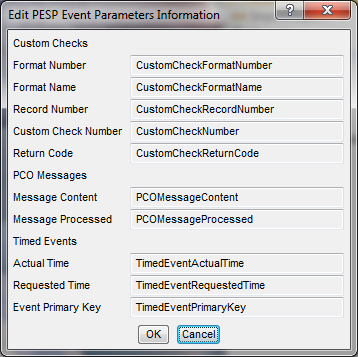 Edit PESP Event Parameters Information
?
Custom Checks
Format Number CustomCheckFormatNumber
Format Name CustomCheckFormatName
Record Number CustomCheckRecordNumber
Custom Check Number CustomCheckNumber
Return Code CustomCheckReturnCode
PCO Messages
Message Content PCOMessageContent
Message Processed PCOMessageProcessed
Timed Events
Actual Time TimedEventActualTime
Requested Time TimedEventRequestedTime
Event Primary Key TimedEventPrimaryKey
OK Cancel